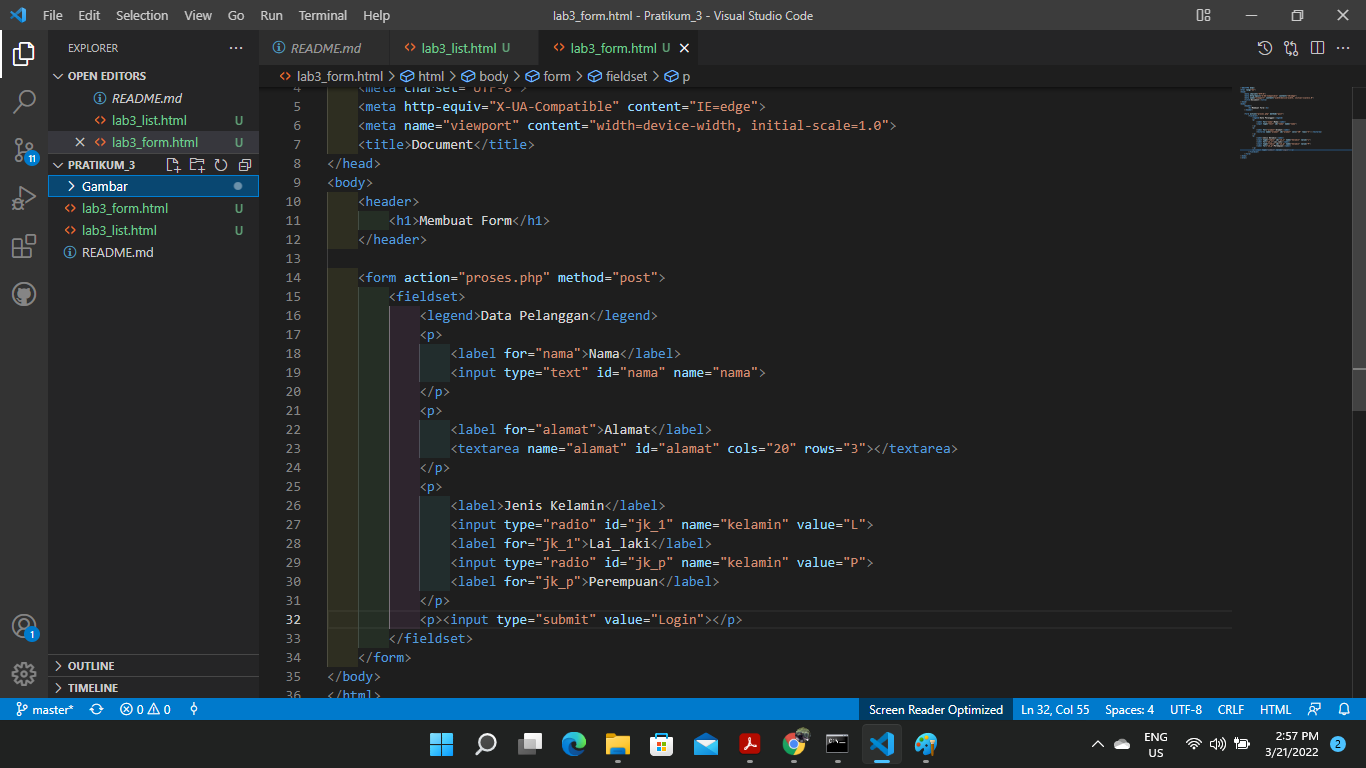 File Edit Selection View Go Run Terminal Help lab3_form.html - Pratikum_3 - Visual Studio Code
EXPLORER
OPEN EDITORS
README.md
lab3_list.html U
lab3_form.html U
PRATIKUM_3
Gambar
lab3_form.html U
lab3_list.html U
README.md
OUTLINE
TIMELINE
11
1
README.md lab3_list.html U lab3_form.html U
lab3_form.html > html > body > form > fieldset > p
4 <meta charset="UTF-8">
5 <meta http-equiv="X-UA-Compatible" content="IE=edge">
6 <meta name="viewport" content="width=device-width, initial-scale=1.0">
7 <title>Document</title>
8 </head>
9 <body>
10 <header>
11 <h1>Membuat Form</h1>
12 </header>
13
14 <form action="proses.php" method="post">
15 <fieldset>
16 <legend>Data Pelanggan</legend>
17 <p>
18 <label for="nama">Nama</label>
19 <input type="text" id="nama" name="nama">
20 </p>
21 <p>
22 <label for="alamat">Alamat</label>
23 <textarea name="alamat" id="alamat" cols="20" rows="3"></textarea>
24 </p>
25 <p>
26 <label>Jenis Kelamin</label>
27 <input type="radio" id="jk_1" name="kelamin" value="L">
28 <label for="jk_1">Lai_laki</label>
29 <input type="radio" id="jk_p" name="kelamin" value="P">
30 <label for="jk_p">Perempuan</label>
31 </p>
32 <p><input type="submit" value="Login"></p>
33 </fieldset>
34 </form>
35 </body>
36 </html>
master* 0 0 Screen Reader Optimized Ln 32, Col 55 Spaces: 4 UTF-8 CRLF HTML
ENG
US
2:57 PM
3/21/2022
2